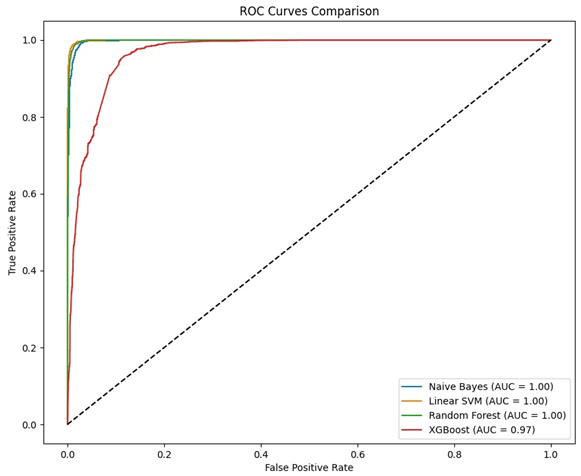 ROC Curves Comparison
True Positive Rate
1.0
0.8
0.6
0.4
0.2
0.0
Naive Bayes (AUC = 1.00)
Linear SVM (AUC = 1.00)
Random Forest (AUC = 1.00)
XGBoost (AUC = 0.97)
0.0 0.2 0.4 0.6 0.8 1.0
False Positive Rate